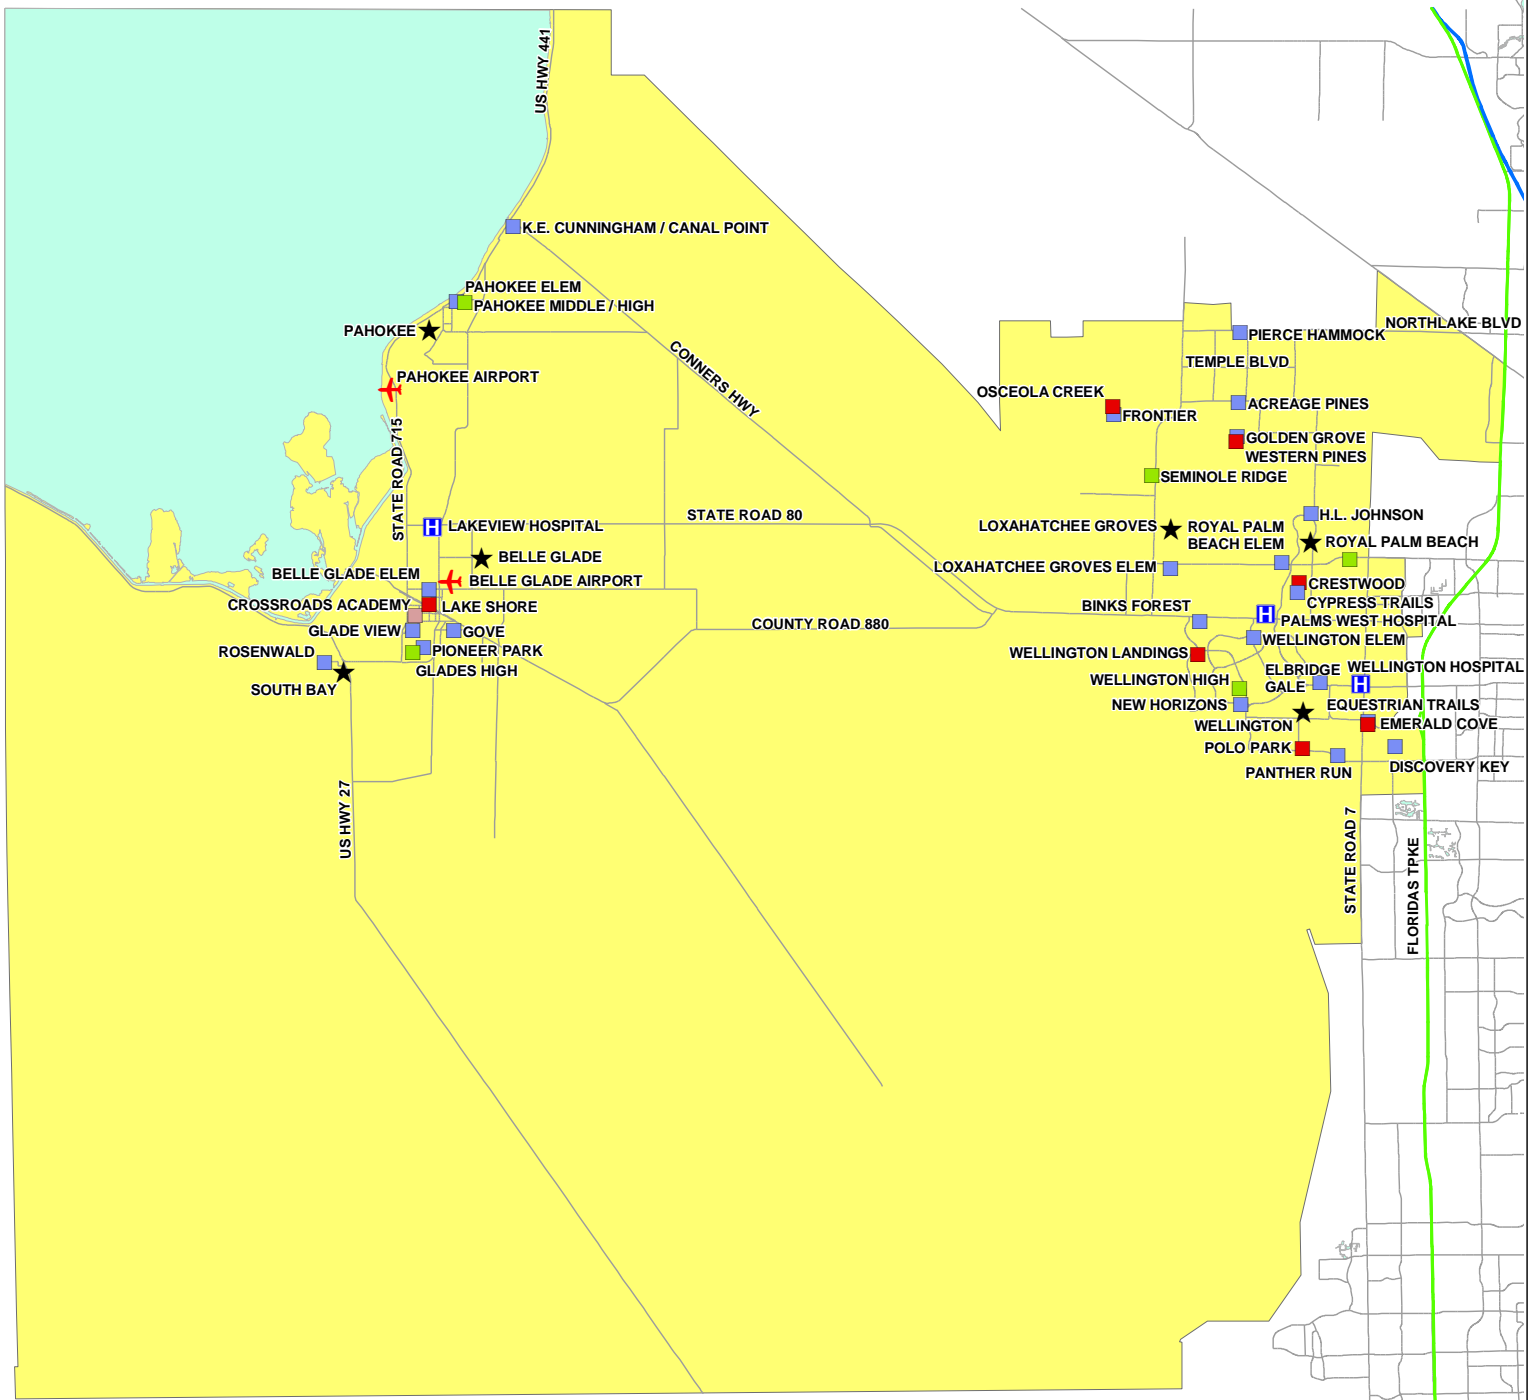 US HWY 441
K.E. CUNNINGHAM / CANAL POINT
PAHOKEE ELEM
PAHOKEE MIDDLE / HIGH
PAHOKEE
PAHOKEE AIRPORT
CONNERS HWY
STATE ROAD 715
NORTHLAKE BLVD
PIERCE HAMMOCK
TEMPLE BLVD
OSCEOLA CREEK
FRONTIER
ACREAGE PINES
GOLDEN GROVE
WESTERN PINES
SEMINOLE RIDGE
LAKEVIEW HOSPITAL
H
STATE ROAD 80
H.L. JOHNSON
LOXAHATCHEE GROVES
ROYAL PALM
BEACH ELEM
ROYAL PALM BEACH
BELLE GLADE
BELLE GLADE ELEM
BELLE GLADE AIRPORT
LOXAHATCHEE GROVES ELEM
CRESTWOOD
CYPRESS TRAILS
CROSSROADS ACADEMY
LAKE SHORE
BINKS FOREST
H
PALMS WEST HOSPITAL
GLADE VIEW
GOVE
COUNTY ROAD 880
WELLINGTON ELEM
ROSENWALD
PIONEER PARK
GLADES HIGH
WELLINGTON LANDINGS
ELBRIDGE
GALE
WELLINGTON HOSPITAL
H
SOUTH BAY
WELLINGTON HIGH
NEW HORIZONS
EQUESTRIAN TRAILS
WELLINGTON
EMERALD COVE
POLO PARK
PANTHER RUN
DISCOVERY KEY
US HWY 27
STATE ROAD 7
FLORIDAS TPKE